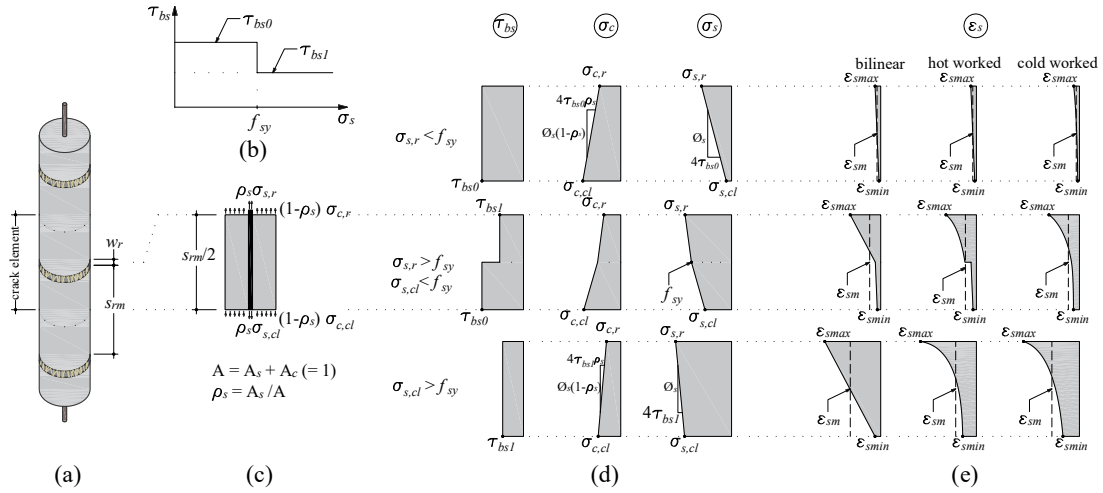 τbs
τbs0
τbs1
fsy
σs
(b)
wr
crack element
srm
(a)
ρsσs,r
(1-ρs) σc,r
srm/2
ρsσs,cl
(1-ρs) σc,cl
A = As + Ac (= 1)
ρs = As /A
(c)
τbs
σc
σs
εs
bilinear
hot worked
cold worked
σs,r < fsy
τbs0
σc,r
4τbs0ρs
Øs(1-ρs)
σc,cl
σs,r
Øs
4τbs0
σs,cl
εsmax
εsm
εsmin
εsmax
εsm
εsmin
εsmax
εsm
εsmin
σs,r > fsy
σs,cl < fsy
τbs1
τbs0
σc,r
σc,cl
σs,r
fsy
σs,cl
εsmax
εsm
εsmin
εsmax
εsm
εsmin
εsmax
εsm
εsmin
σs,cl > fsy
τbs1
σc,r
4τbs1ρs
Øs(1-ρs)
σc,cl
σs,r
Øs
4τbs1
σs,cl
εsmax
εsm
εsmin
εsmax
εsm
εsmin
εsmax
εsm
εsmin
(d)
(e)